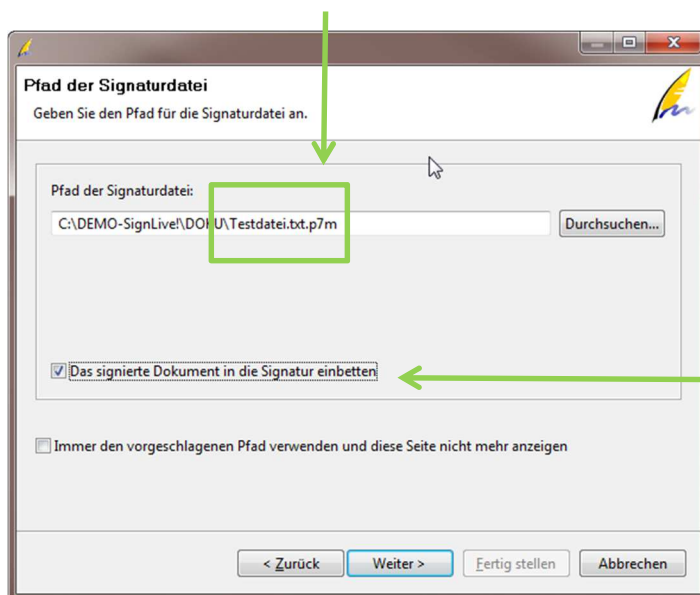 Pfad der Signaturdatei
Geben Sie den Pfad für die Signaturdatei an.
Pfad der Signaturdatei:
C:\DEMO-SignLive!\DOKU\Testdatei.txt.p7m
Durchsuchen...
Das signierte Dokument in die Signatur einbetten
Immer den vorgeschlagenen Pfad verwenden und diese Seite nicht mehr anzeigen
< Zurück
Weiter >
Fertig stellen
Abbrechen